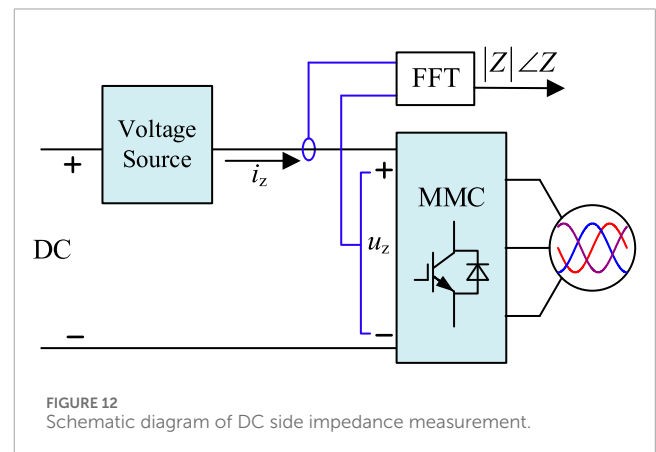 FFT
|Z|∠Z
Voltage
Source
+
i_z
+
MMC
DC
u_z
−
−
FIGURE 12
Schematic diagram of DC side impedance measurement.